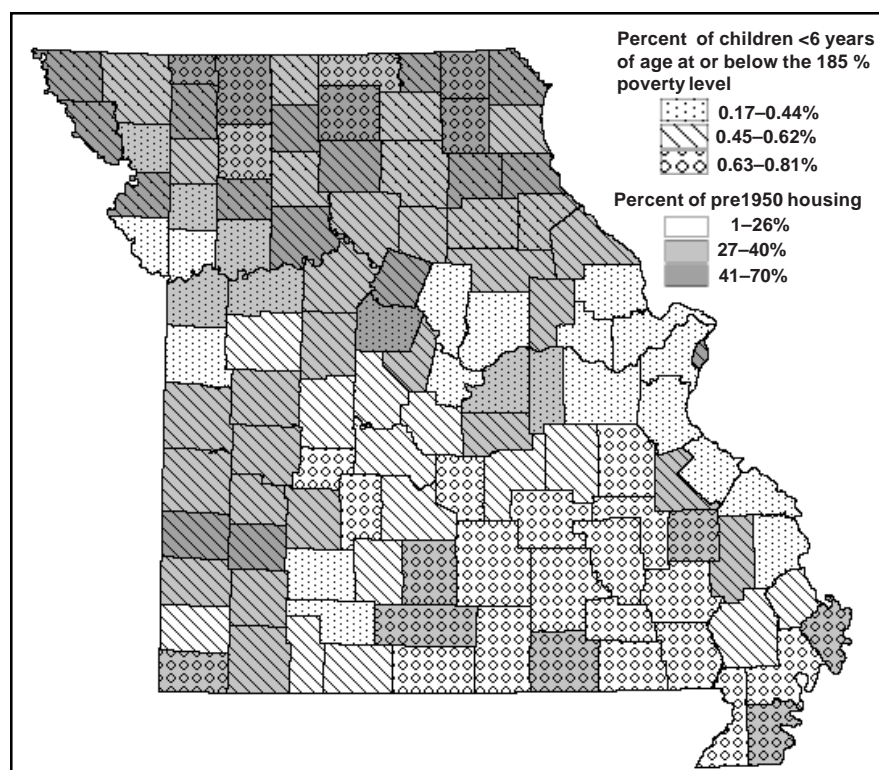 Percent of children <6 years
of age at or below the 185 %
poverty level
0.17–0.44%
0.45–0.62%
0.63–0.81%
Percent of pre1950 housing
1–26%
27–40%
41–70%